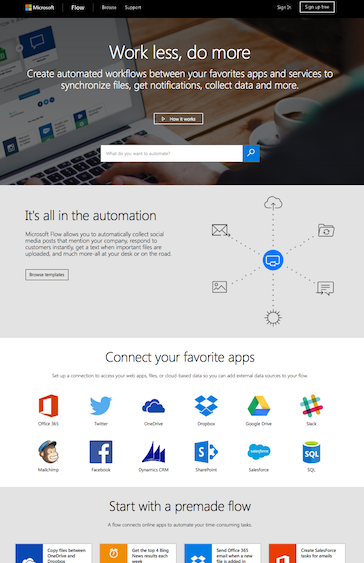 Microsoft Flow Browse Support Sign In Sign up free
Work less, do more
Create automated workflows between your favorite apps and services to
synchronize files, get notifications, collect data and more.
How it works
What do you want to automate?
It's all in the automation
Microsoft Flow allows you to automatically collect social
media posts that mention your company, respond to
customers instantly, get a text when important files are
uploaded, and much more-all at your desk or on the road.
Browse templates
Connect your favorite apps
Set up a connection to access your web apps, files, or cloud-based data so you can add external data sources to your flow.
Office 365 Twitter OneDrive Dropbox Google Drive Slack
Mailchimp Facebook Dynamics CRM SharePoint Salesforce SQL
Start with a premade flow
A flow connects online apps to automate your time-consuming tasks.
Copy files between
OneDrive and
Dropbox
Get the top 4 Bing
News results each
week
Send Office 365
email when a new
file is added in
Create SalesForce
tasks for emails